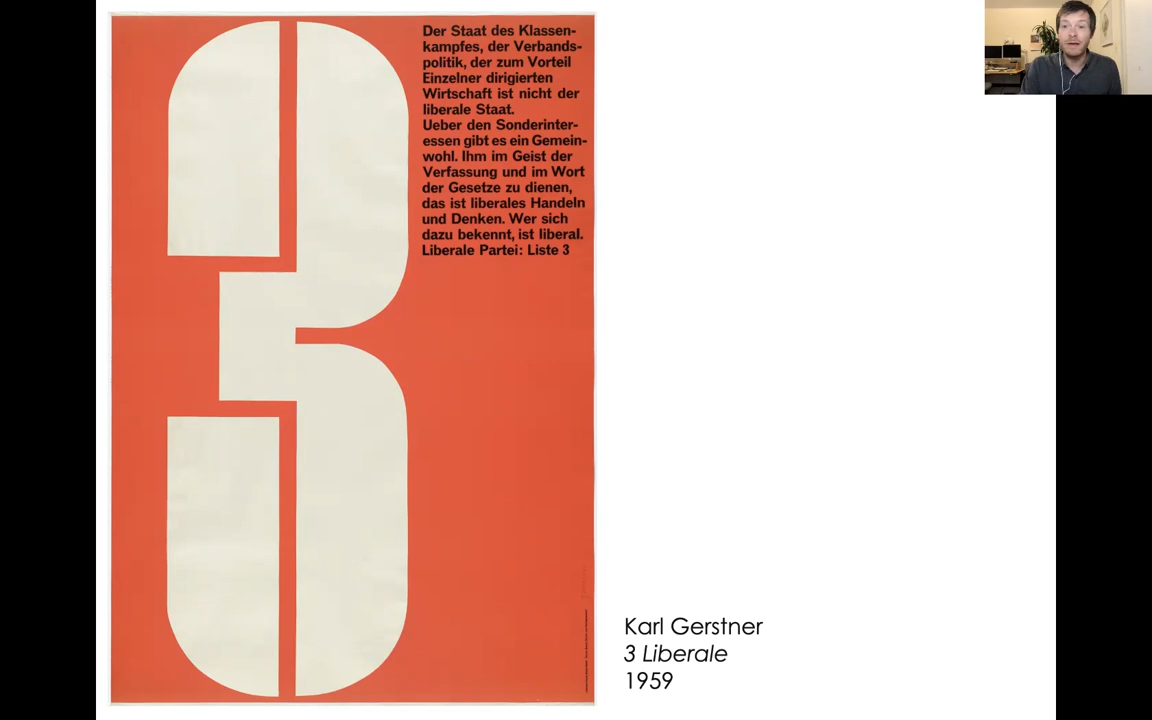 3
Der Staat des Klassen-
kampfes, der Verbands-
politik, der zum Vorteil
Einzelner dirigierten
Wirtschaft ist nicht der
liberale Staat.
Ueber den Sonderinter-
essen gibt es ein Gemein-
wohl. Ihm im Geist der
Verfassung und im Wort
der Gesetze zu dienen,
das ist liberales Handeln
und Denken. Wer sich
dazu bekennt, ist liberal.
Liberale Partei: Liste 3
Karl Gerstner
3 Liberale
1959